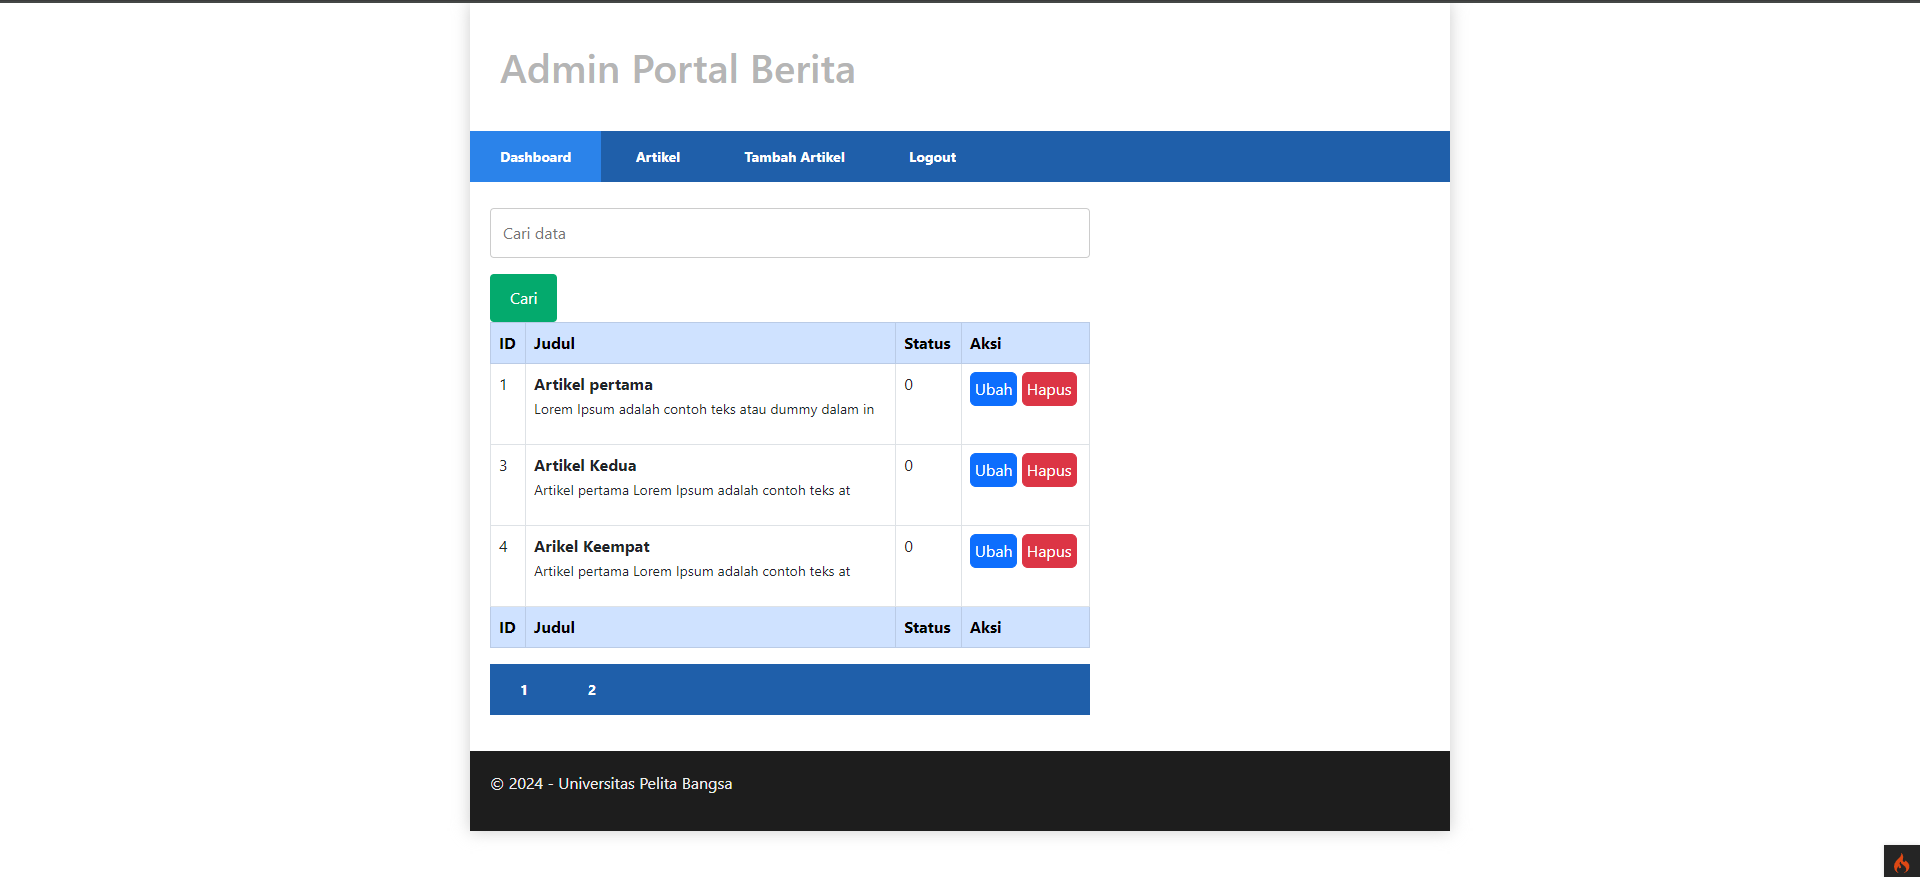 Admin Portal Berita
Dashboard Artikel Tambah Artikel Logout
Cari data
Cari
ID Judul Status Aksi
1 Artikel pertama 0 Ubah Hapus
Lorem Ipsum adalah contoh teks atau dummy dalam in
3 Artikel Kedua 0 Ubah Hapus
Artikel pertama Lorem Ipsum adalah contoh teks at
4 Arikel Keempat 0 Ubah Hapus
Artikel pertama Lorem Ipsum adalah contoh teks at
ID Judul Status Aksi
1 2
© 2024 - Universitas Pelita Bangsa